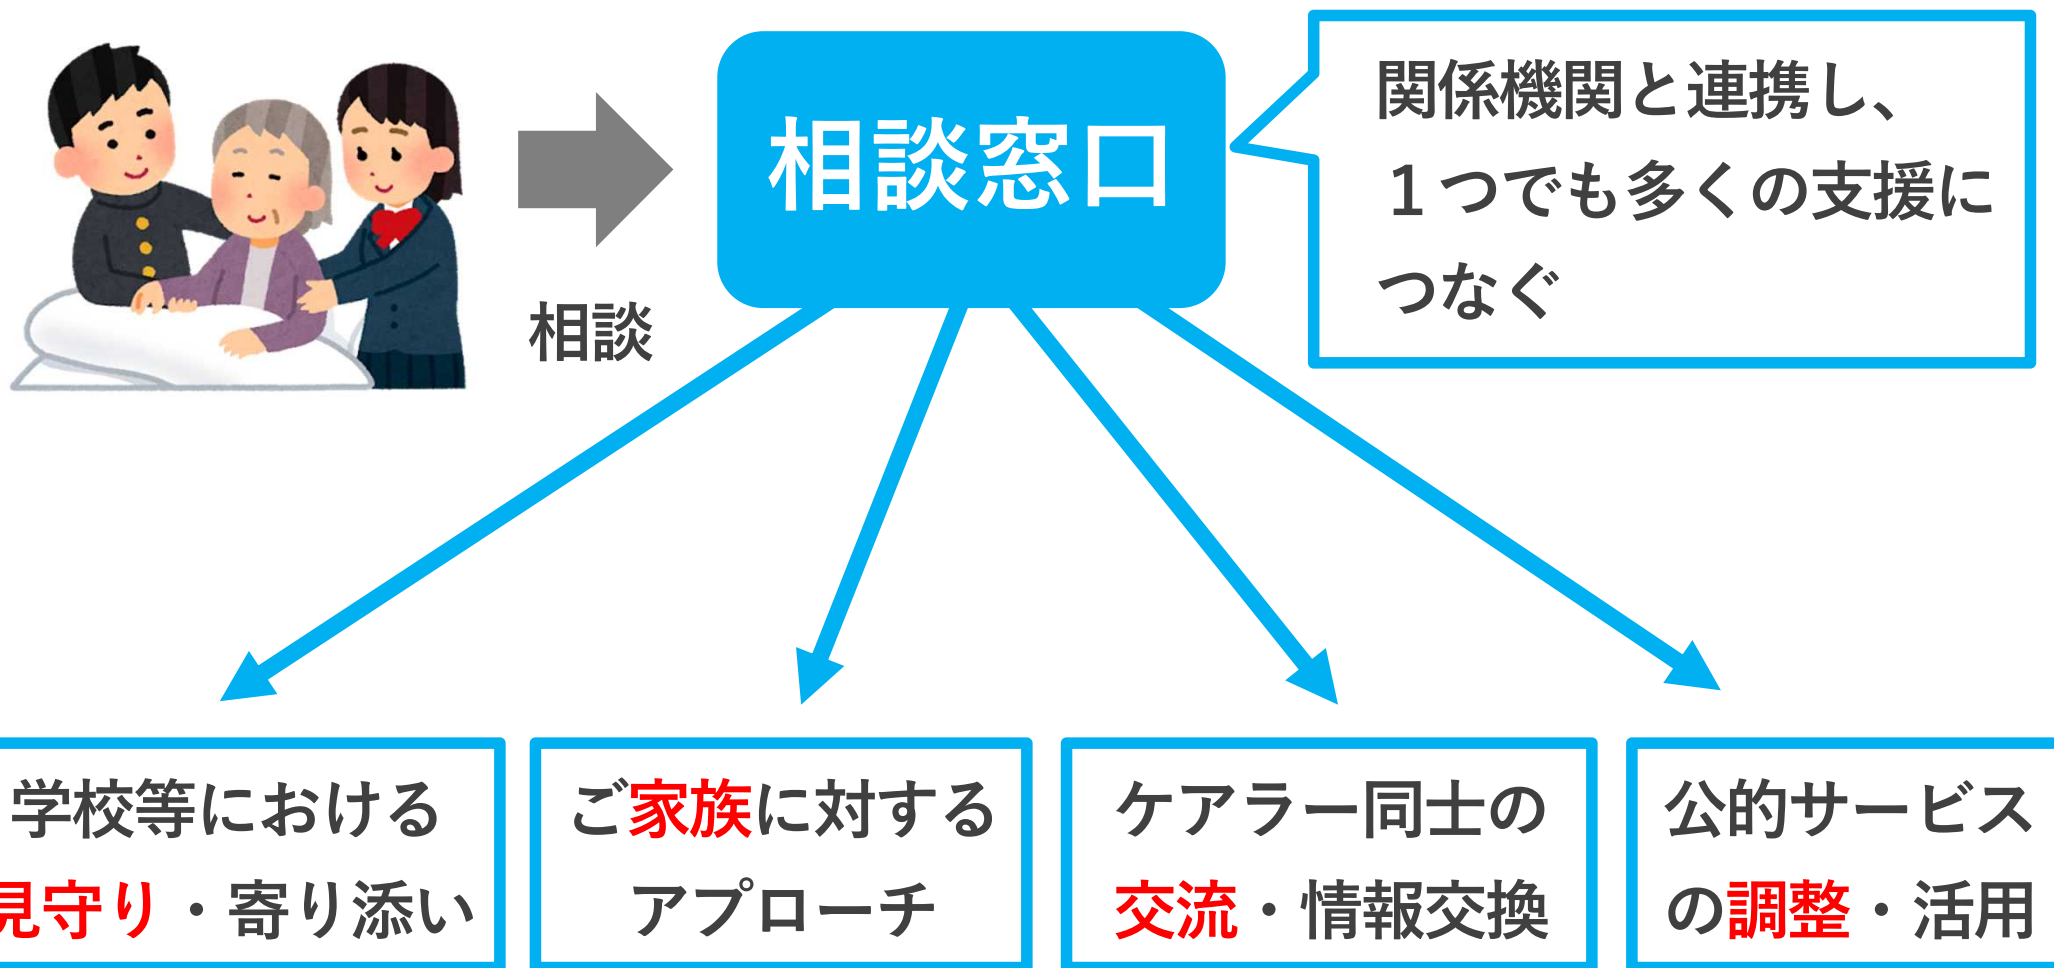 相談窓口
関係機関と連携し、
１つでも多くの支援に
つなぐ
相談
学校等における
見守り・寄り添い
ご家族に対する
アプローチ
ケアラー同士の
交流・情報交換
公的サービス
の調整・活用